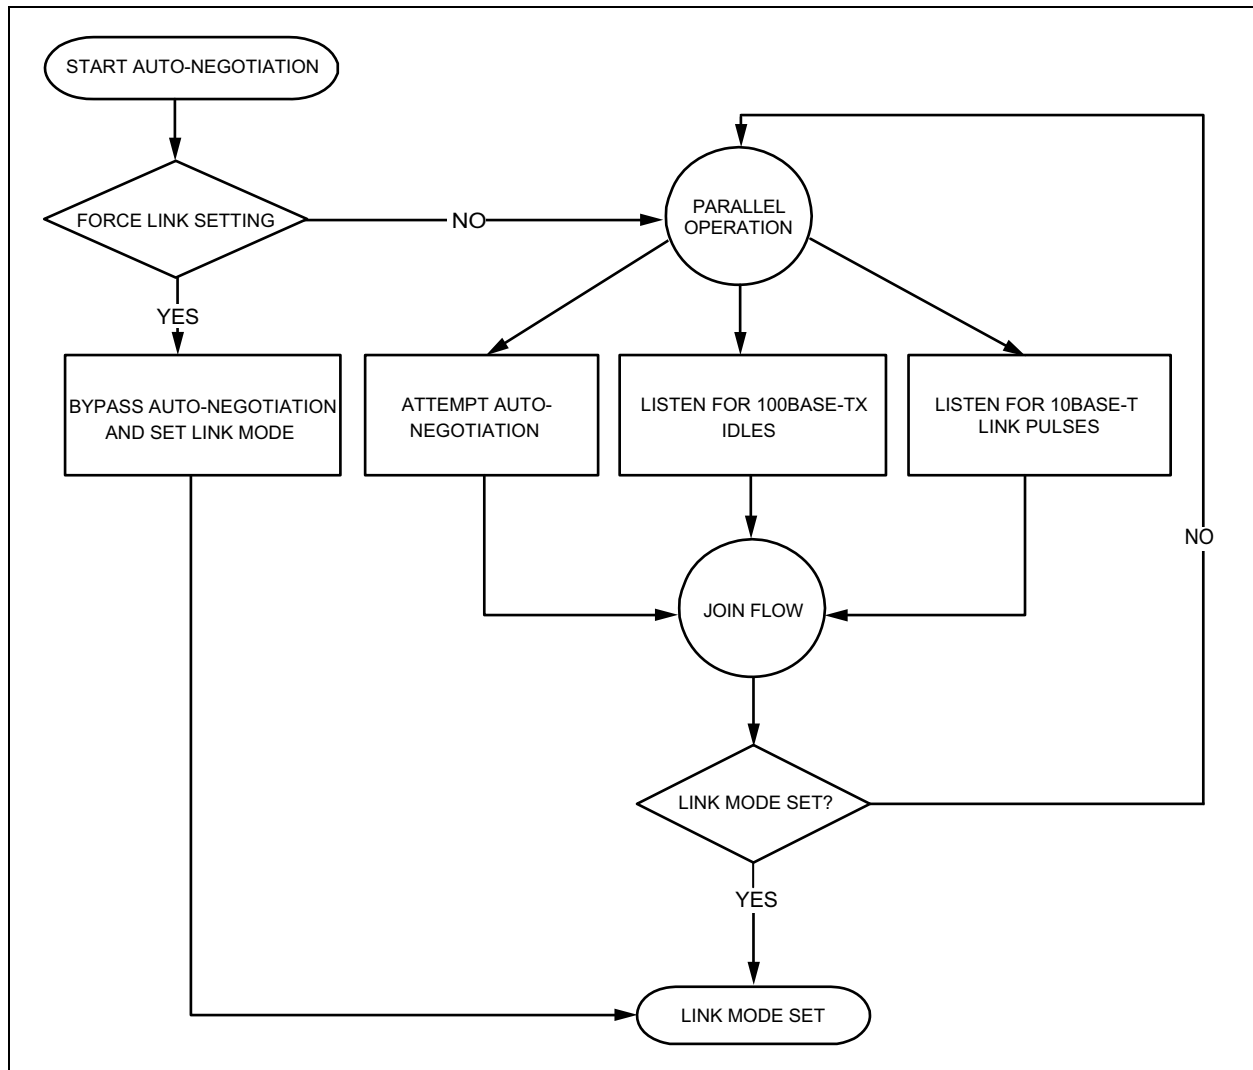 START AUTO-NEGOTIATION
FORCE LINK SETTING
NO
PARALLEL
OPERATION
YES
BYPASS AUTO-NEGOTIATION
AND SET LINK MODE
ATTEMPT AUTO-
NEGOTIATION
LISTEN FOR 100BASE-TX
IDLES
LISTEN FOR 10BASE-T
LINK PULSES
NO
JOIN FLOW
LINK MODE SET?
YES
LINK MODE SET